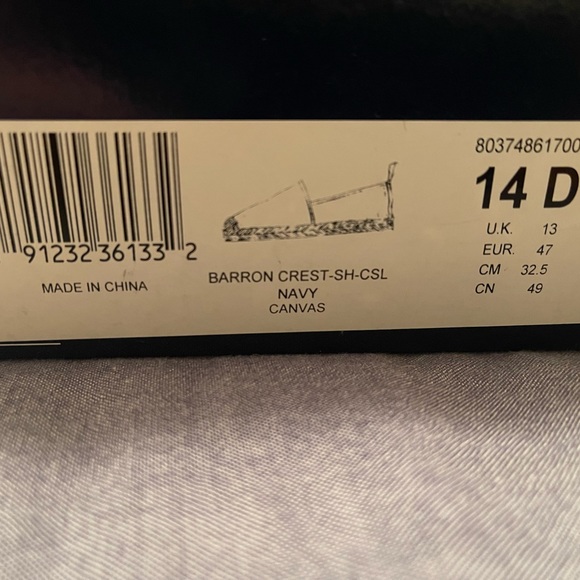 91232 36133 2
MADE IN CHINA
BARRON CREST-SH-CSL
NAVY
CANVAS
80374861700
14 D
U.K. 13
EUR. 47
CM 32.5
CN 49